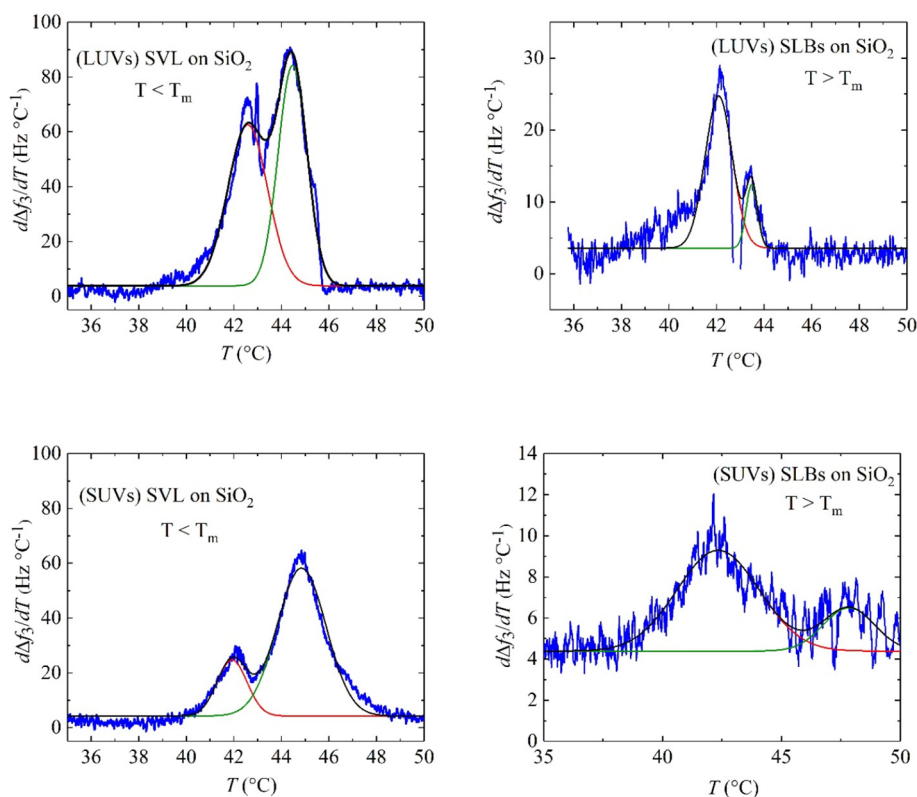 (LUVs) SVL on SiO₂
T < Tₘ
dΔf₃/dT (Hz °C⁻¹)
100
80
60
40
20
0
36 38 40 42 44 46 48 50
T (°C)
(LUVs) SLBs on SiO₂
T > Tₘ
dΔf₃/dT (Hz °C⁻¹)
30
20
10
0
36 38 40 42 44 46 48 50
T (°C)
(SUVs) SVL on SiO₂
T < Tₘ
dΔf₃/dT (Hz °C⁻¹)
100
80
60
40
20
0
36 38 40 42 44 46 48 50
T (°C)
(SUVs) SLBs on SiO₂
T > Tₘ
dΔf₃/dT (Hz °C⁻¹)
14
12
10
8
6
4
2
0
35 40 45 50
T (°C)